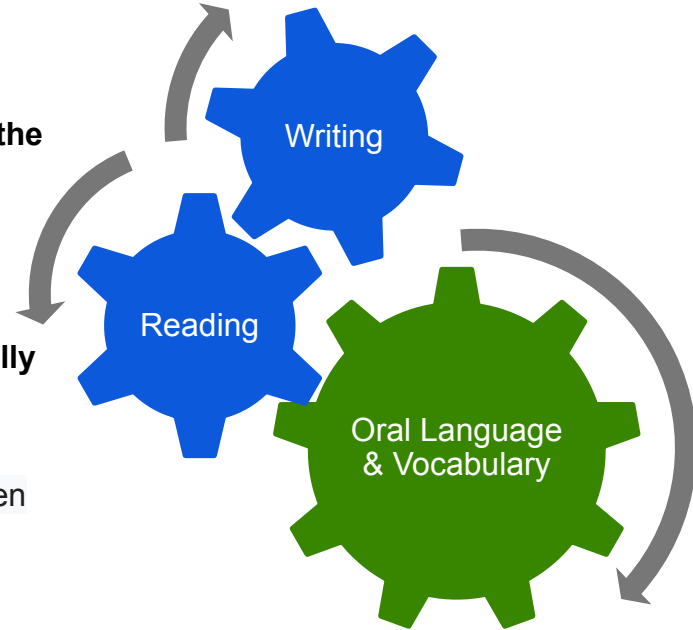 Writing
the
Reading
lly
Oral Language
& Vocabulary
en